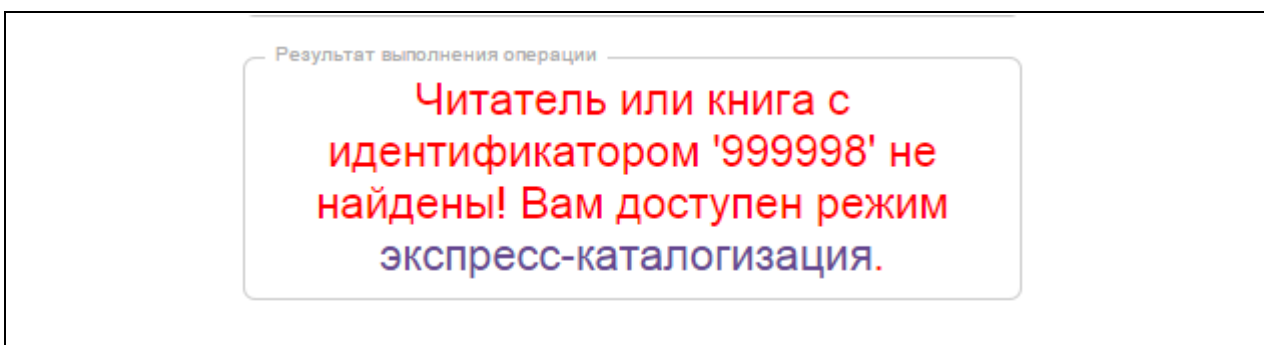 Результат выполнения операции
Читатель или книга с
идентификатором '999998' не
найдены! Вам доступен режим
экспресс-каталогизация.